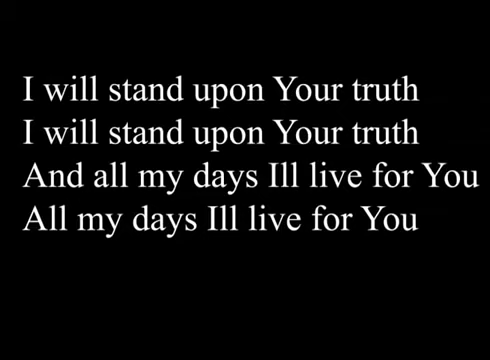 I will stand upon Your truth
I will stand upon Your truth
And all my days Ill live for You
All my days Ill live for You